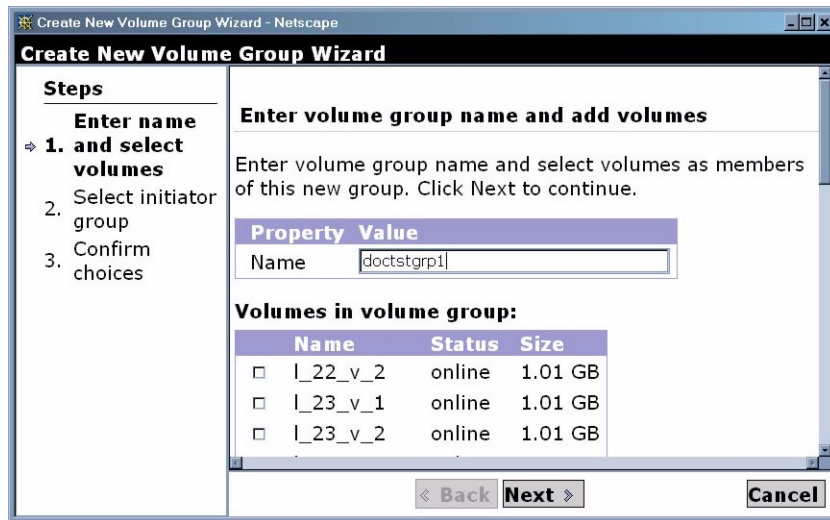 Create New Volume Group Wizard - Netscape
Create New Volume Group Wizard
Steps
1. Enter name and select volumes
2. Select initiator group
3. Confirm choices
Enter volume group name and add volumes
Enter volume group name and select volumes as members
of this new group. Click Next to continue.
Property Value
Name doctstgrp1
Volumes in volume group:
Name Status Size
l_22_v_2 online 1.01 GB
l_23_v_1 online 1.01 GB
l_23_v_2 online 1.01 GB
« Back Next » Cancel